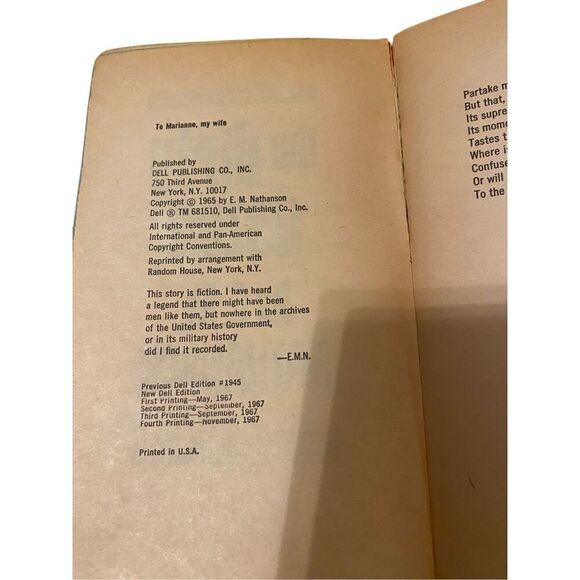 To Marianne, my wife
Published by
DELL PUBLISHING CO., INC.
750 Third Avenue
New York, N.Y. 10017
Copyright © 1965 by E. M. Nathanson
Dell ® TM 681510, Dell Publishing Co., Inc.
All rights reserved under
International and Pan-American
Copyright Conventions.
Reprinted by arrangement with
Random House, New York, N.Y.
This story is fiction. I have heard
a legend that there might have been
men like them, but nowhere in the archives
of the United States Government,
or in its military history
did I find it recorded.
—E.M.N.
Previous Dell Edition #1945
New Dell Edition
First Printing—May, 1967
Second Printing—September, 1967
Third Printing—September, 1967
Fourth Printing—November, 1967
Printed in U.S.A.
Partake
But that,
Its
Its
Tastes
Where
Or will
To the